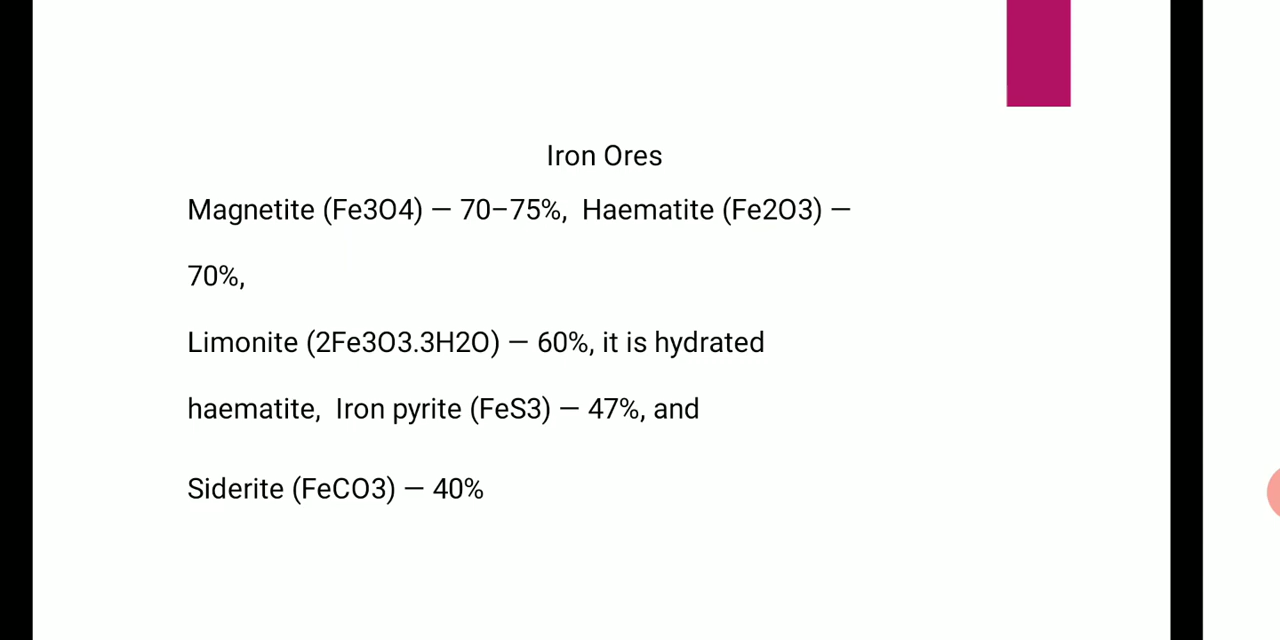 Iron Ores
Magnetite (Fe3O4) — 70–75%,  Haematite (Fe2O3) —
70%,
Limonite (2Fe3O3.3H2O) — 60%, it is hydrated
haematite,  Iron pyrite (FeS3) — 47%, and
Siderite (FeCO3) — 40%